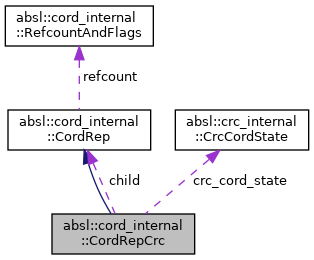 absl::cord_internal
::RefcountAndFlags
refcount
absl::cord_internal
::CordRep
absl::crc_internal
::CrcCordState
child
crc_cord_state
absl::cord_internal
::CordRepCrc